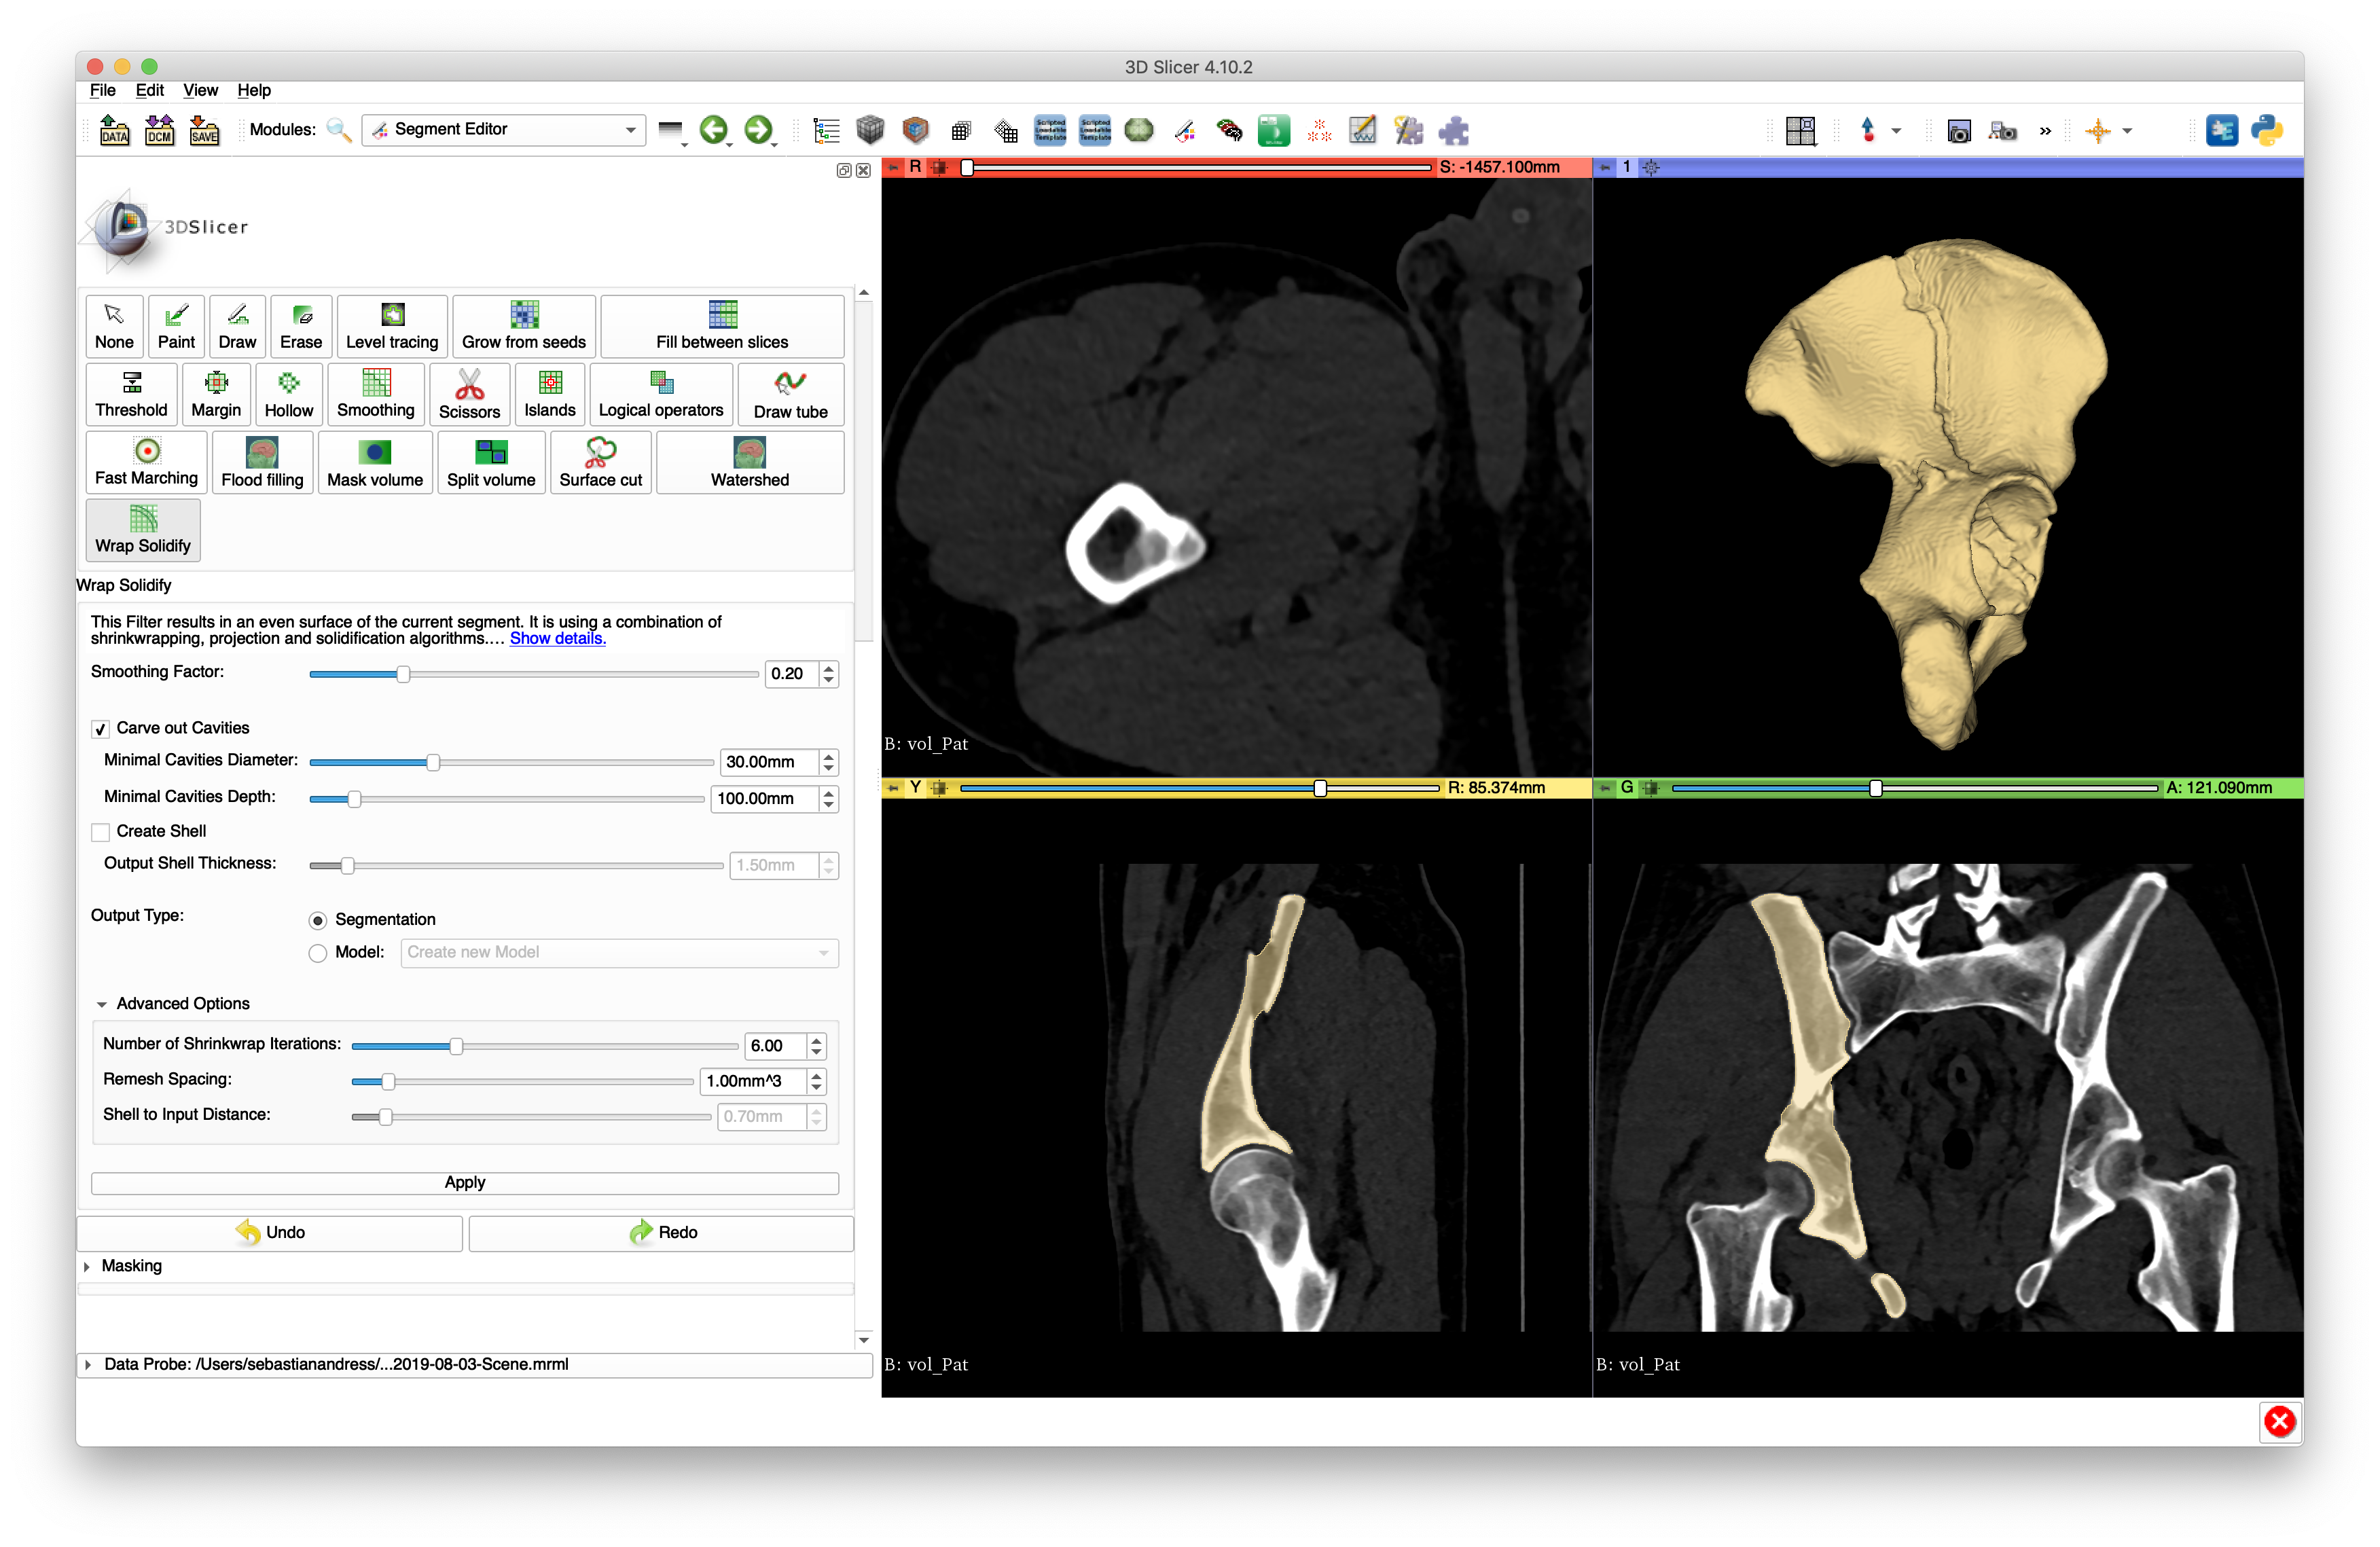 3D Slicer 4.10.2
File Edit View Help
DATA DCM SAVE Modules: Segment Editor
R S: -1457.100mm 1
3DSlicer
None Paint Draw Erase Level tracing Grow from seeds Fill between slices
Threshold Margin Hollow Smoothing Scissors Islands Logical operators Draw tube
Fast Marching Flood filling Mask volume Split volume Surface cut Watershed
Wrap Solidify
Wrap Solidify
This Filter results in an even surface of the current segment. It is using a combination of
shrinkwrapping, projection and solidification algorithms.... Show details.
Smoothing Factor: 0.20
Carve out Cavities
B: vol_Pat
Minimal Cavities Diameter: 30.00mm
Minimal Cavities Depth: 100.00mm
Y R: 85.374mm G A: 121.090mm
Create Shell
Output Shell Thickness: 1.50mm
Output Type: Segmentation
Model: Create new Model
Advanced Options
Number of Shrinkwrap Iterations: 6.00
Remesh Spacing: 1.00mm^3
Shell to Input Distance: 0.70mm
Apply
Undo Redo
Masking
Data Probe: /Users/sebastianandress/...2019-08-03-Scene.mrml
B: vol_Pat B: vol_Pat